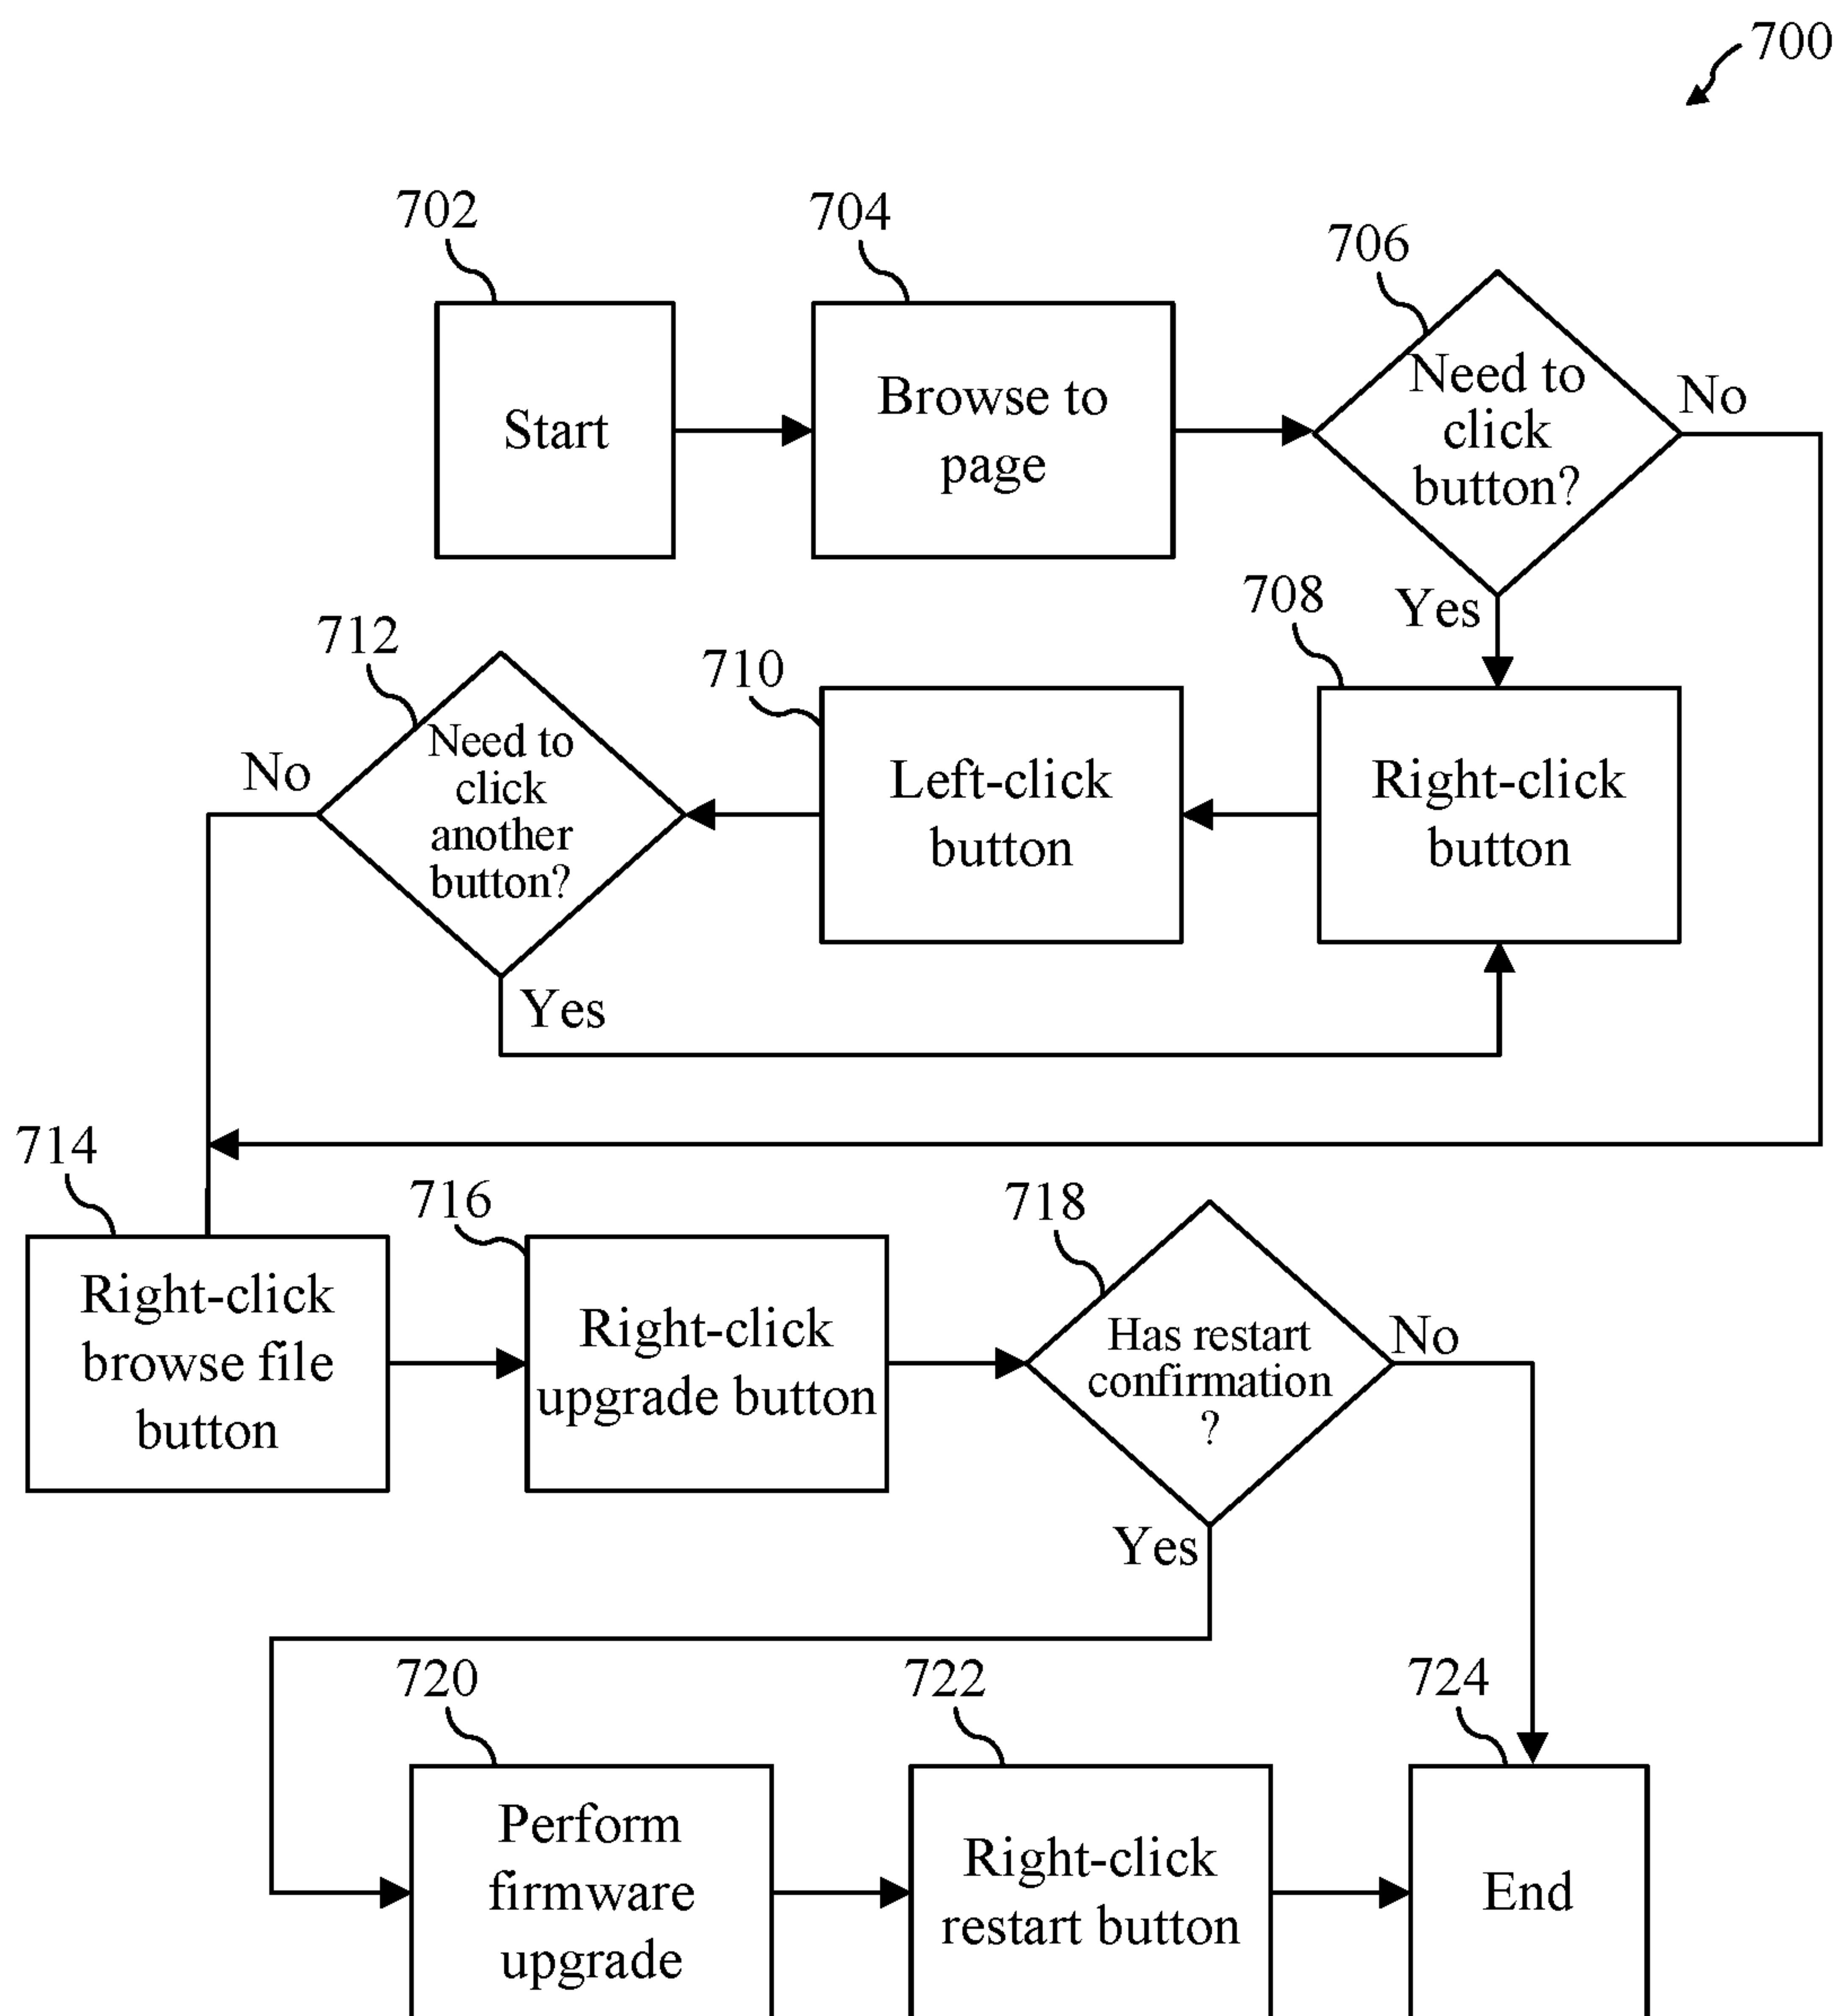 700
702
704
706
Start
Browse to
page
Need to
click
button?
No
Yes
708
710
712
Right-click
button
Left-click
button
Need to
click
another
button?
No
Yes
714
716
718
Right-click
browse file
button
Right-click
upgrade button
Has restart
confirmation
?
No
Yes
720
722
724
Perform
firmware
upgrade
Right-click
restart button
End